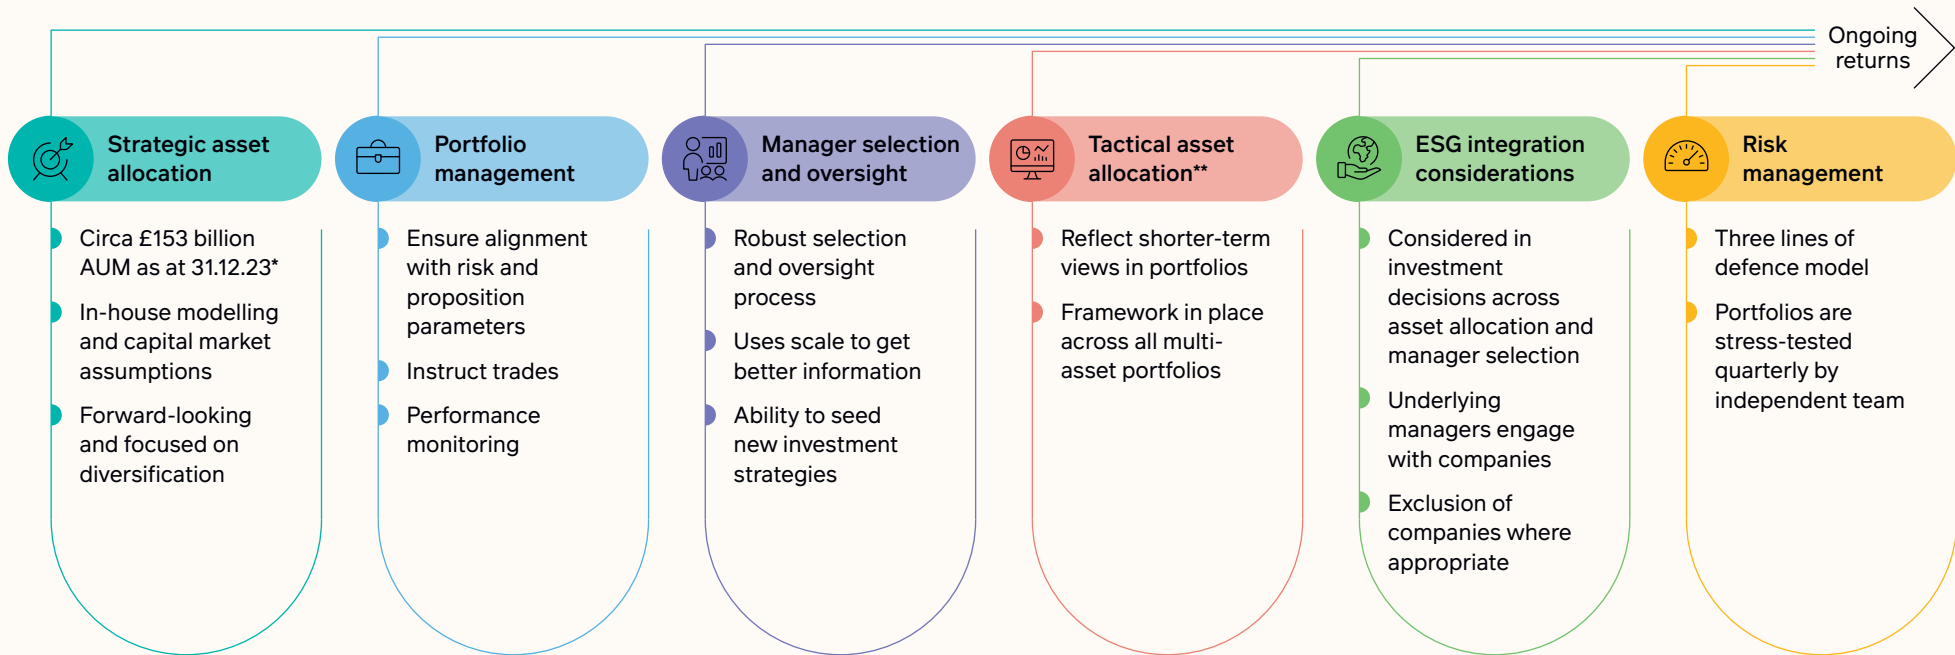 Ongoing
returns
Strategic asset
allocation
Circa £153 billion
AUM as at 31.12.23*
In-house modelling
and capital market
assumptions
Forward-looking
and focused on
diversification
Portfolio
management
Ensure alignment
with risk and
proposition
parameters
Instruct trades
Performance
monitoring
Manager selection
and oversight
Robust selection
and oversight
process
Uses scale to get
better information
Ability to seed
new investment
strategies
Tactical asset
allocation**
Reflect shorter-term
views in portfolios
Framework in place
across all multi-
asset portfolios
ESG integration
considerations
Considered in
investment
decisions across
asset allocation and
manager selection
Underlying
managers engage
with companies
Exclusion of
companies where
appropriate
Risk
management
Three lines of
defence model
Portfolios are
stress-tested
quarterly by
independent team